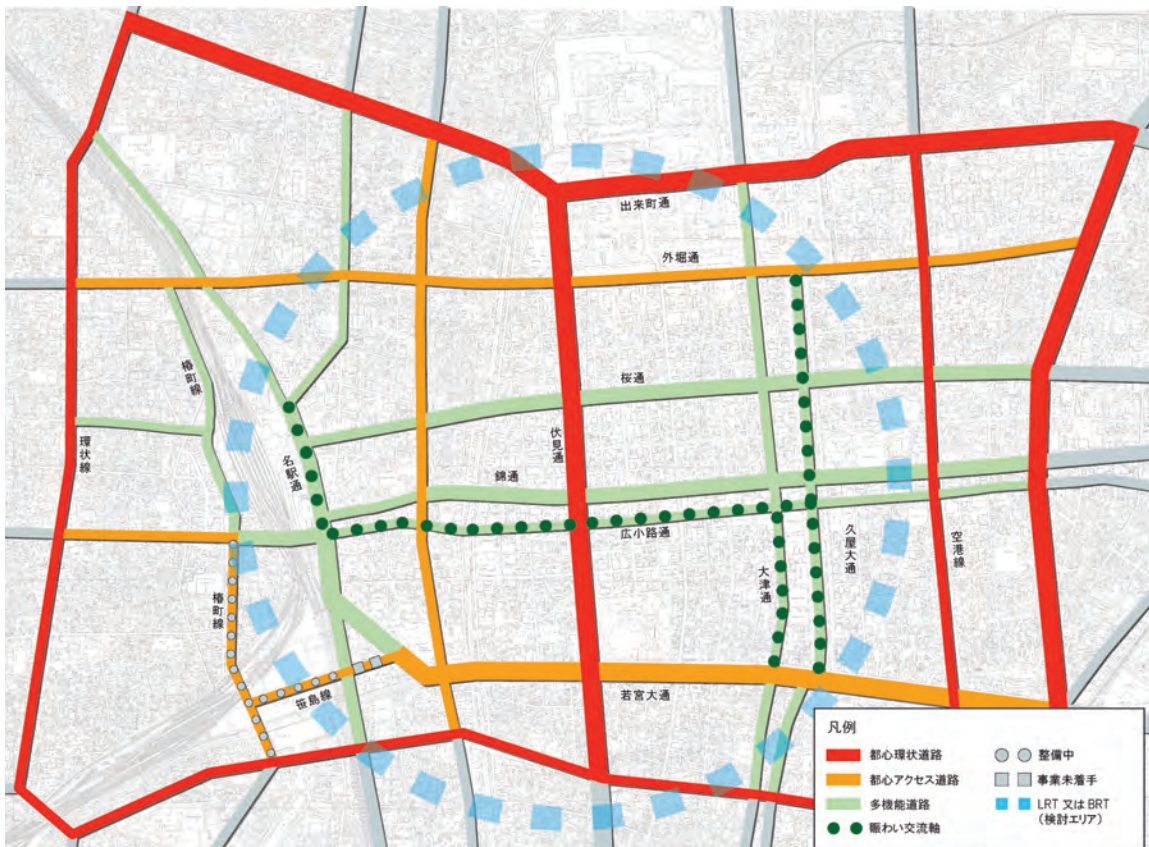 出来町通
外堀通
椿町線
桜通
環状線
名駅通
伏見通
錦通
広小路通
久屋大通
空港線
大津通
椿町線
笹島線
若宮大通
凡例
都心環状道路
都心アクセス道路
多機能道路
賑わい交流軸
整備中
事業未着手
LRT 又は BRT
(検討エリア)